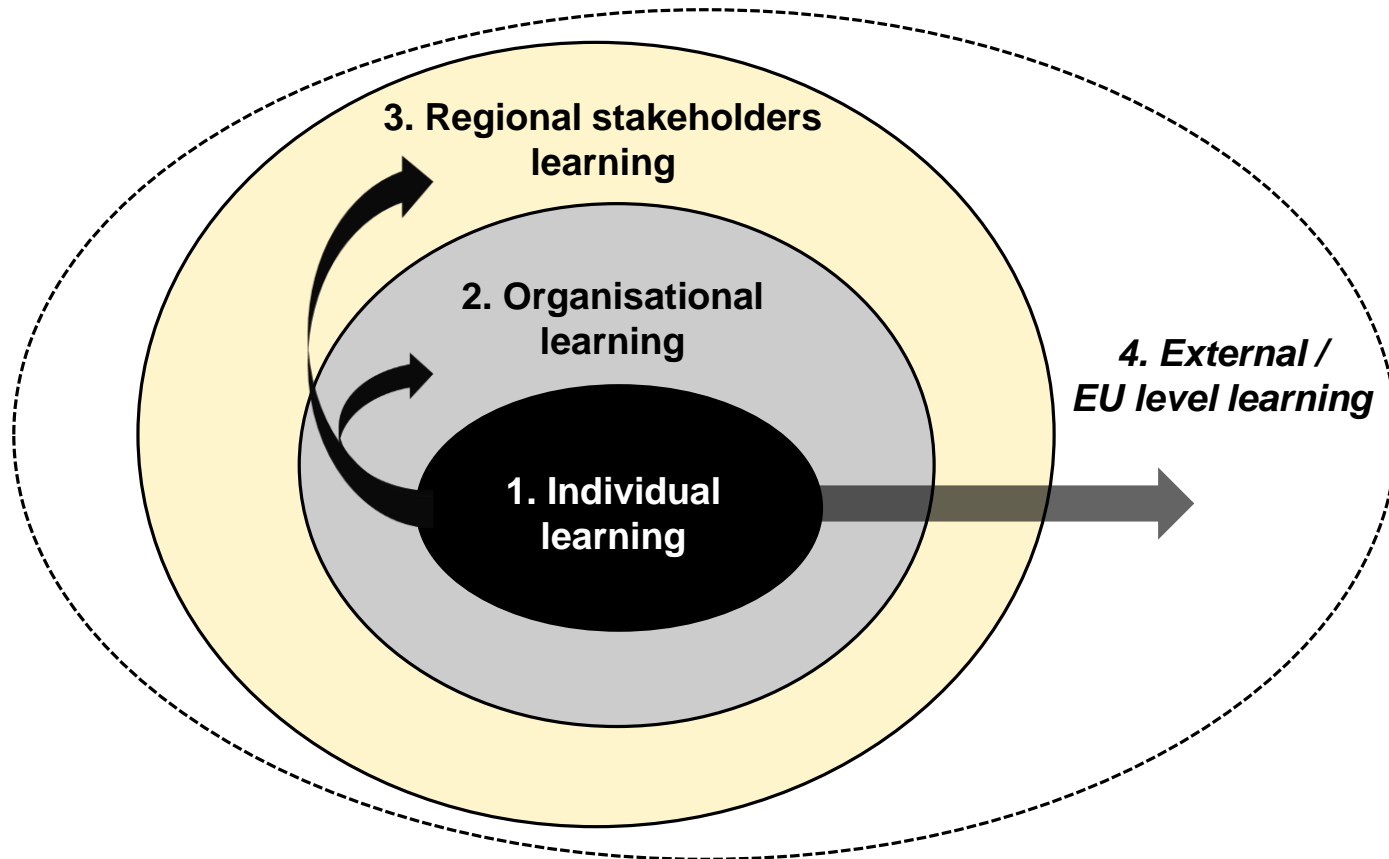 3. Regional stakeholders
learning
2. Organisational
learning
4. External /
EU level learning
1. Individual
learning